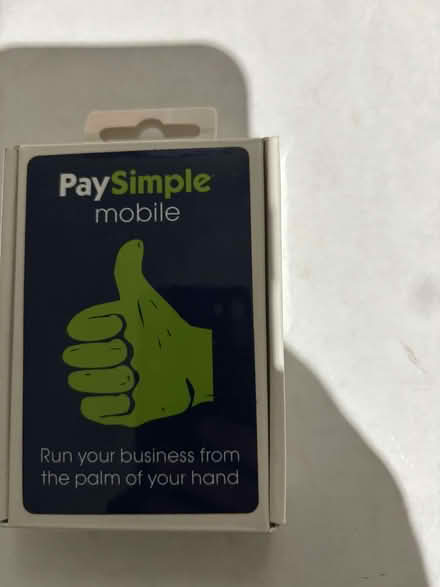 PaySimple
mobile
Run your business from
the palm of your hand